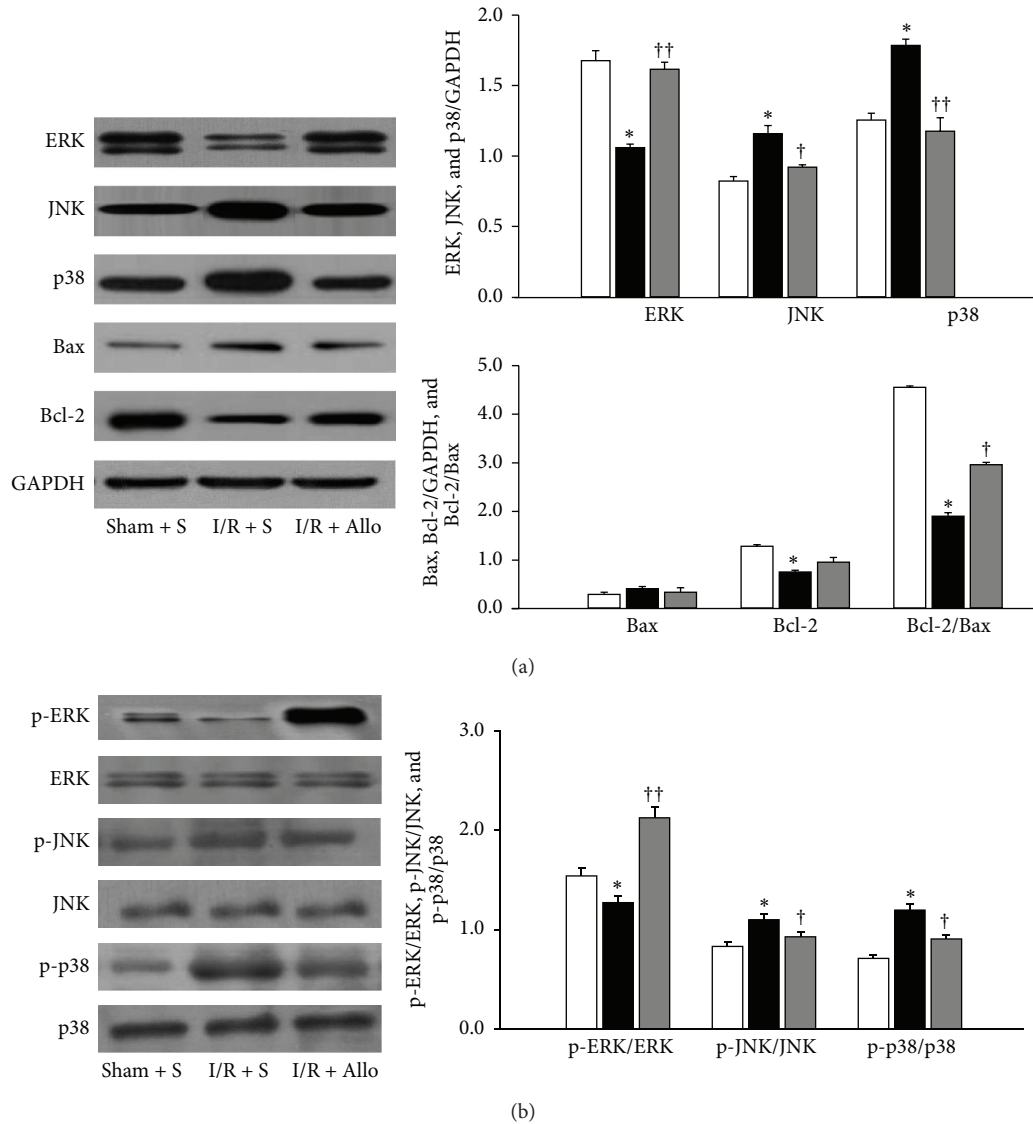 ERK
JNK
p38
Bax
Bcl-2
GAPDH
Sham + S I/R + S I/R + Allo
ERK, JNK, and p38/GAPDH
2.0
1.5
1.0
0.5
0.0
* †† * † * ††
ERK JNK p38
Bax, Bcl-2/GAPDH, and
Bcl-2/Bax
5.0
4.0
3.0
2.0
1.0
0.0
* * †
Bax Bcl-2 Bcl-2/Bax
(a)
p-ERK
ERK
p-JNK
JNK
p-p38
p38
Sham + S I/R + S I/R + Allo
p-ERK/ERK, p-JNK/JNK, and
p-p38/p38
3.0
2.0
1.0
0.0
* †† * † * †
p-ERK/ERK p-JNK/JNK p-p38/p38
(b)